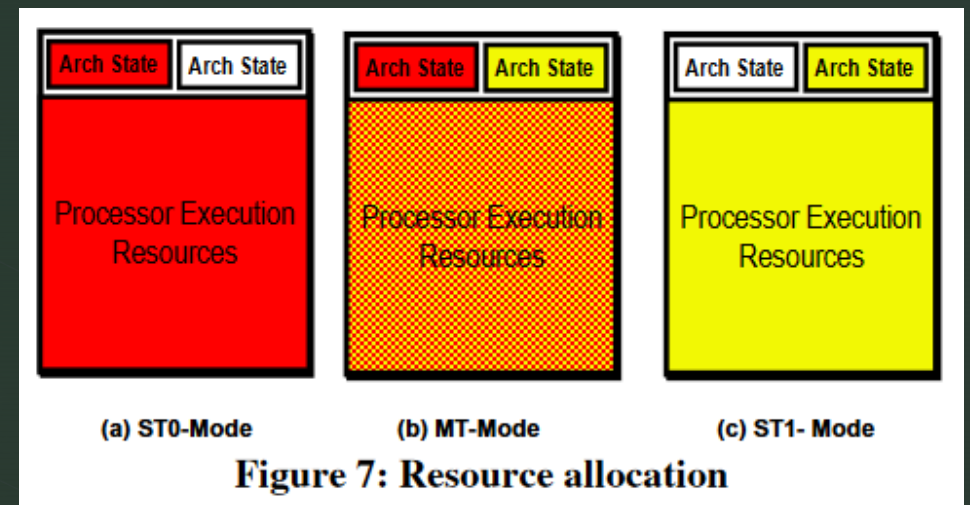 Arch State Arch State
Processor Execution
Resources
(a) ST0-Mode
Arch State Arch State
Processor Execution
Resources
(b) MT-Mode
Arch State Arch State
Processor Execution
Resources
(c) ST1- Mode
Figure 7: Resource allocation